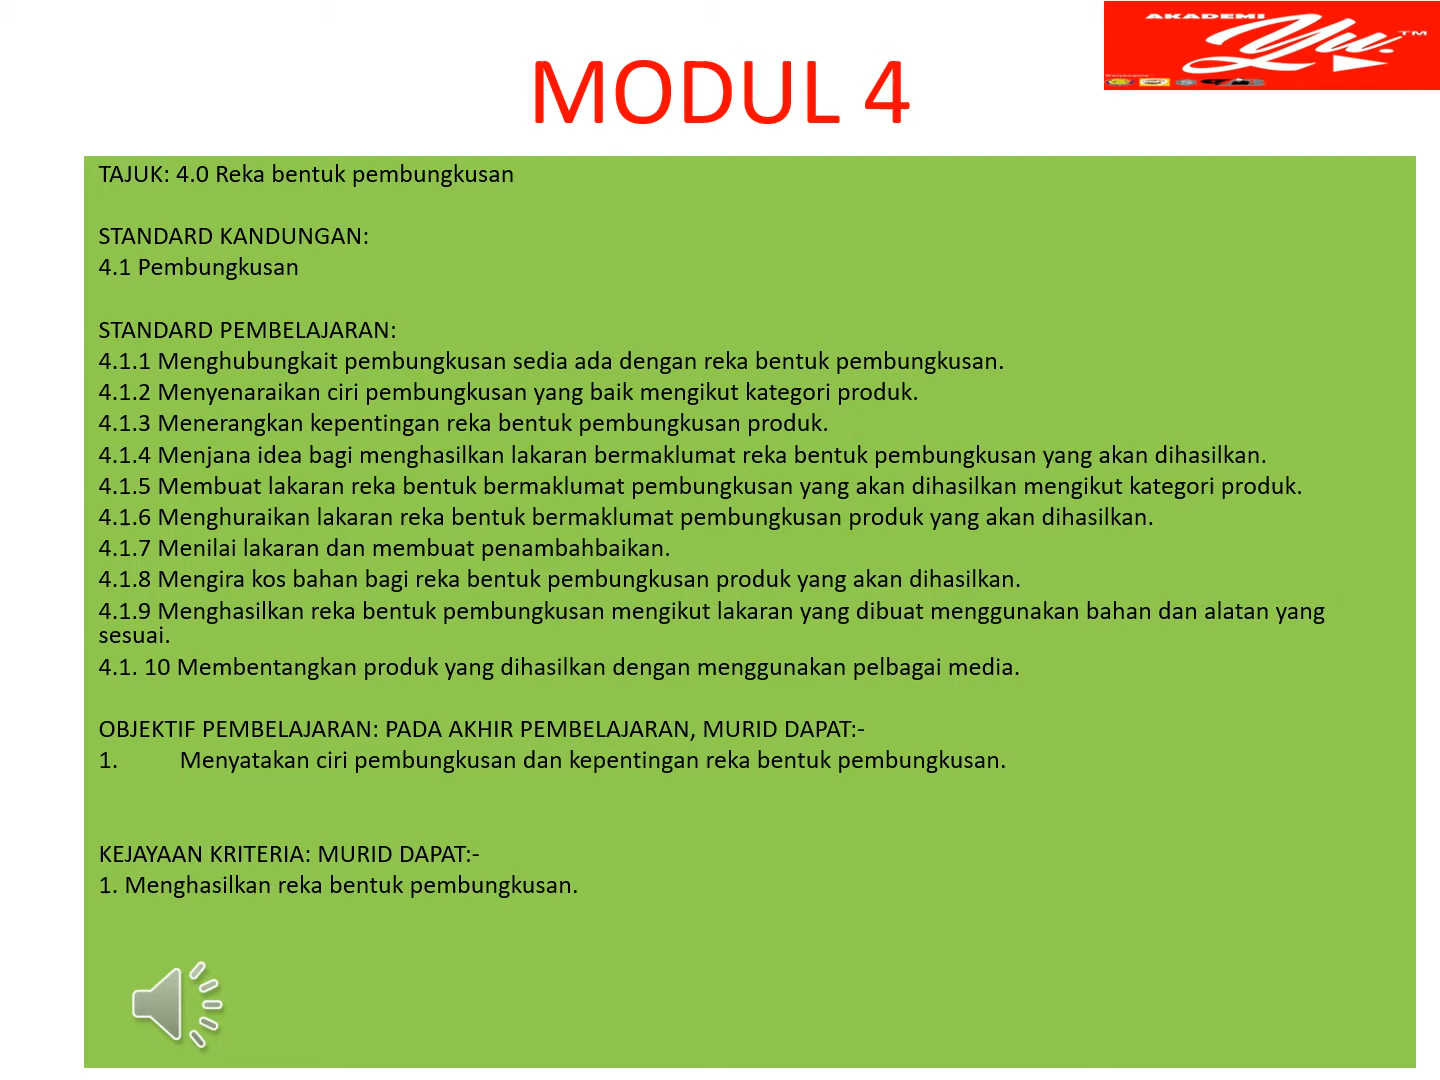 AKADEMI
Yu.
TM
MODUL 4
TAJUK: 4.0 Reka bentuk pembungkusan
STANDARD KANDUNGAN:
4.1 Pembungkusan
STANDARD PEMBELAJARAN:
4.1.1 Menghubungkait pembungkusan sedia ada dengan reka bentuk pembungkusan.
4.1.2 Menyenaraikan ciri pembungkusan yang baik mengikut kategori produk.
4.1.3 Menerangkan kepentingan reka bentuk pembungkusan produk.
4.1.4 Menjana idea bagi menghasilkan lakaran bermaklumat reka bentuk pembungkusan yang akan dihasilkan.
4.1.5 Membuat lakaran reka bentuk bermaklumat pembungkusan yang akan dihasilkan mengikut kategori produk.
4.1.6 Menghuraikan lakaran reka bentuk bermaklumat pembungkusan produk yang akan dihasilkan.
4.1.7 Menilai lakaran dan membuat penambahbaikan.
4.1.8 Mengira kos bahan bagi reka bentuk pembungkusan produk yang akan dihasilkan.
4.1.9 Menghasilkan reka bentuk pembungkusan mengikut lakaran yang dibuat menggunakan bahan dan alatan yang
sesuai.
4.1. 10 Membentangkan produk yang dihasilkan dengan menggunakan pelbagai media.
OBJEKTIF PEMBELAJARAN: PADA AKHIR PEMBELAJARAN, MURID DAPAT:-
1. Menyatakan ciri pembungkusan dan kepentingan reka bentuk pembungkusan.
KEJAYAAN KRITERIA: MURID DAPAT:-
1. Menghasilkan reka bentuk pembungkusan.